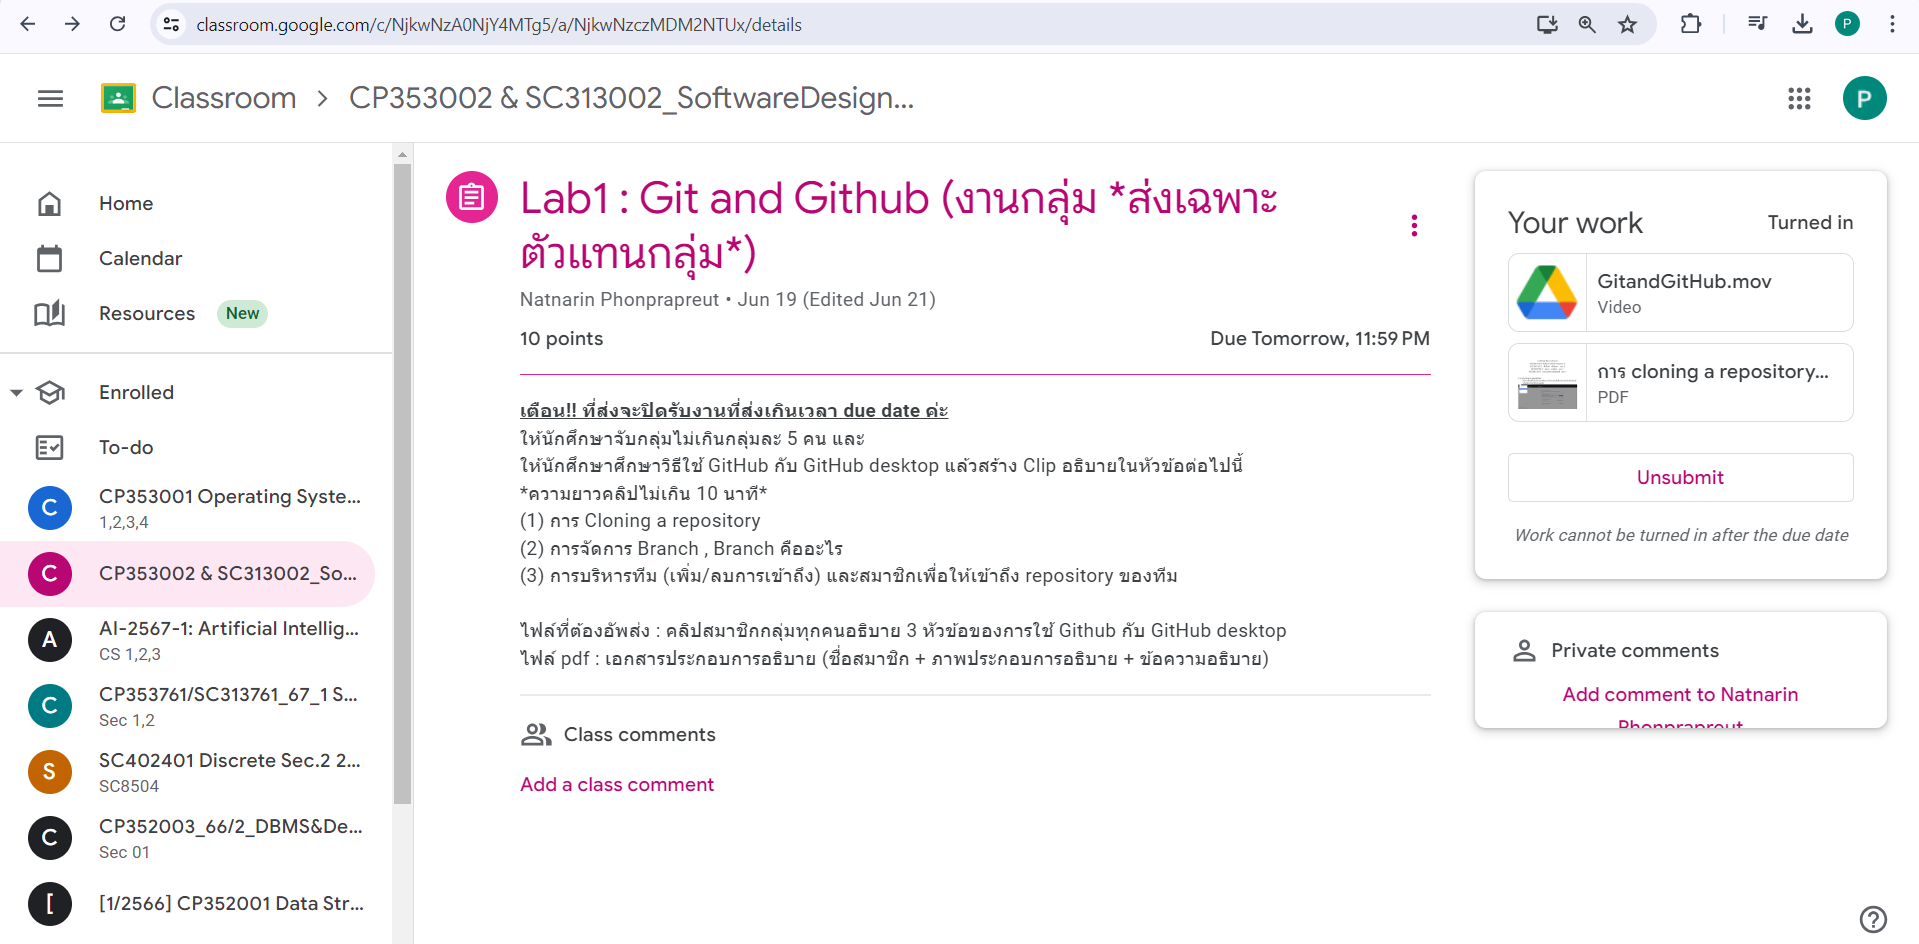 classroom.google.com/c/NjkwNzA0NjY4MTg5/a/NjkwNzczMDM2NTUx/details
P
Classroom
CP353002 & SC313002_SoftwareDesign...
P
Home
Calendar
Resources
New
Enrolled
To-do
C
CP353001 Operating Syste...
1,2,3,4
C
CP353002 & SC313002_So...
A
AI-2567-1: Artificial Intellig...
CS 1,2,3
C
CP353761/SC313761_67_1 S...
Sec 1,2
S
SC402401 Discrete Sec.2 2...
SC8504
C
CP352003_66/2_DBMS&De...
Sec 01
[
[1/2566] CP352001 Data Str...
Lab1 : Git and Github (งานกลุ่ม *ส่งเฉพาะ
ตัวแทนกลุ่ม*)
Natnarin Phonprapreut • Jun 19 (Edited Jun 21)
10 points
Due Tomorrow, 11:59 PM
เตือน!! ที่ส่งจะปิดรับงานที่ส่งเกินเวลา due date ค่ะ
ให้นักศึกษาจับกลุ่มไม่เกินกลุ่มละ 5 คน และ
ให้นักศึกษาศึกษาวิธีใช้ GitHub กับ GitHub desktop แล้วสร้าง Clip อธิบายในหัวข้อต่อไปนี้
*ความยาวคลิปไม่เกิน 10 นาที*
(1) การ Cloning a repository
(2) การจัดการ Branch , Branch คืออะไร
(3) การบริหารทีม (เพิ่ม/ลบการเข้าถึง) และสมาชิกเพื่อให้เข้าถึง repository ของทีม
ไฟล์ที่ต้องอัพส่ง : คลิปสมาชิกกลุ่มทุกคนอธิบาย 3 หัวข้อของการใช้ Github กับ GitHub desktop
ไฟล์ pdf : เอกสารประกอบการอธิบาย (ชื่อสมาชิก + ภาพประกอบการอธิบาย + ข้อความอธิบาย)
Class comments
Add a class comment
Your work
Turned in
GitandGitHub.mov
Video
การ cloning a repository...
PDF
Unsubmit
Work cannot be turned in after the due date
Private comments
Add comment to Natnarin
Phonprapreut